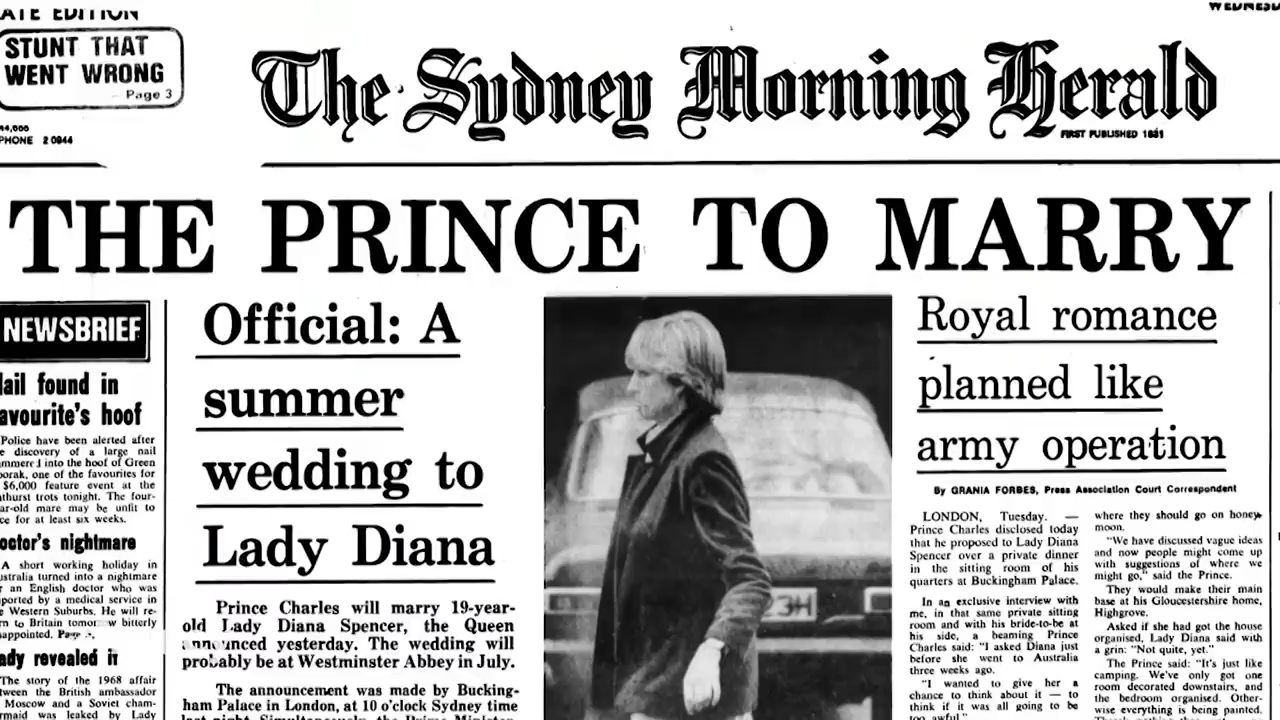 LATE EDITION
STUNT THAT
WENT WRONG
Page 3
PHONE 2 0944
The Sydney Morning Herald
FIRST PUBLISHED 1831
THE PRINCE TO MARRY
NEWSBRIEF
Nail found in
favourite's hoof
Police have been alerted after
discovery of a large nail
into the hoof of Green
one of the favourites for
$6,000 feature event at the
trots tonight. The four-
mare may be unfit to
for at least six weeks.
nightmare
A short working holiday in
turned into a nightmare
an English doctor who was
by a medical service in
Western Suburbs. He will re-
to Britain bitterly
revealed it
The story of the 1968 affair
between the British ambassador
Moscow and a Soviet cham-
was leaked by Lady
Official: A
summer
wedding to
Lady Diana
Prince Charles will marry 19-year-
old Lady Diana Spencer, the Queen
announced yesterday. The wedding will
probably be at Westminster Abbey in July.
The announcement was made by Bucking-
ham Palace in London, at 10 o'clock Sydney time
last night. Simultaneously, the Prime Minister
3H
Royal romance
planned like
army operation
By GRANIA FORBES, Press Association Court Correspondent
LONDON, Tuesday. —
Prince Charles disclosed today
that he proposed to Lady Diana
Spencer over a private dinner
in the sitting room of his
quarters at Buckingham Palace.
In an exclusive interview with
me, in that same private sitting
room and with his bride-to-be at
his side, a beaming Prince
Charles said: "I asked Diana just
before she went to Australia
three weeks ago.
"I wanted to give her a
chance to think about it — to
think if it was all going to be
too awful."
where they should go on honey-
moon.
"We have discussed vague ideas
and now people might come up
with suggestions of where we
might go," said the Prince.
They would make their main
base at his Gloucestershire home,
Highgrove.
Asked if she had got the house
organised, Lady Diana said with
a grin: "Not quite, yet."
The Prince said: "It's just like
camping. We've only got one
room decorated downstairs, and
the bedroom organised. Other-
wise everything is being painted.